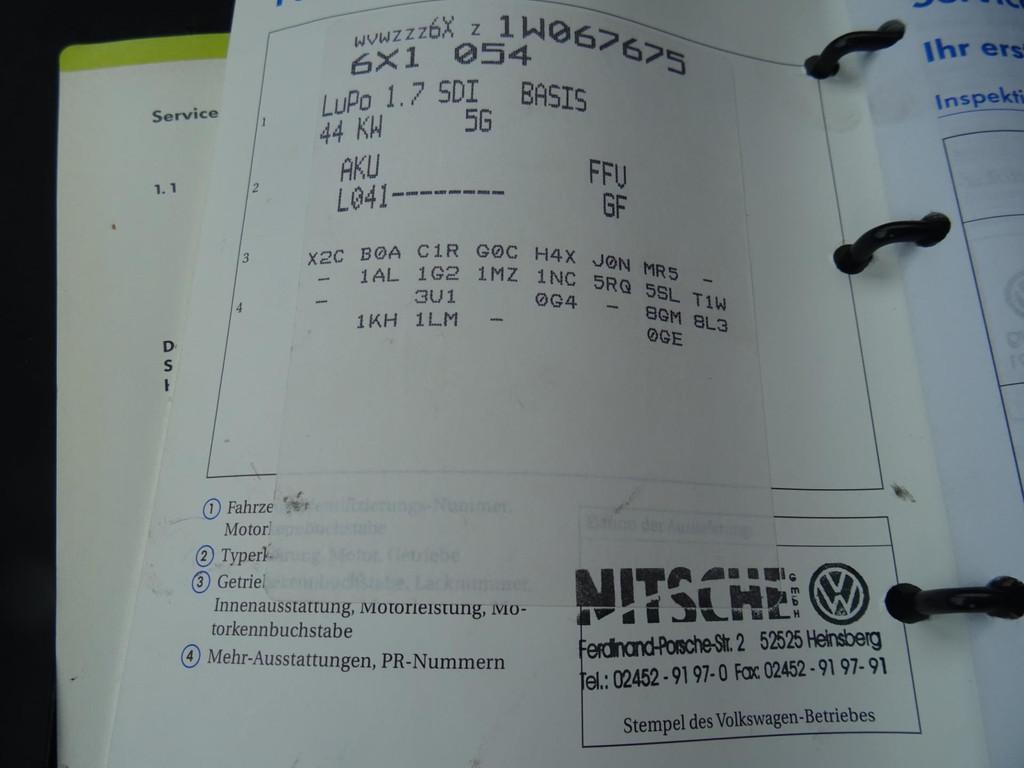 Service
1.1
D
S
WVWZZZ6X Z 1W067675
6X1 054
LUPO 1.7 SDI BASIS
44 KW 5G
AKU FFU
L041-------- GF
X2C B0A C1R G0C H4X J0N MR5 -
- 1AL 1G2 1MZ 1NC 5RQ 5SL T1W
- 3U1 0G4 - 8GM 8L3
1KH 1LM - 0GE
1
2
3
4
① Fahrze
Motor
② Typer
③ Getrie
Innenausstattung, Motorleistung, Mo-
torkennbuchstabe
④ Mehr-Ausstattungen, PR-Nummern
NITSCHE GmbH
Ferdinand-Porsche-Str. 2 52525 Heinsberg
Tel.: 02452 - 91 97-0 Fax: 02452 - 91 97- 91
Stempel des Volkswagen-Betriebes
Ihr ers
Inspekti